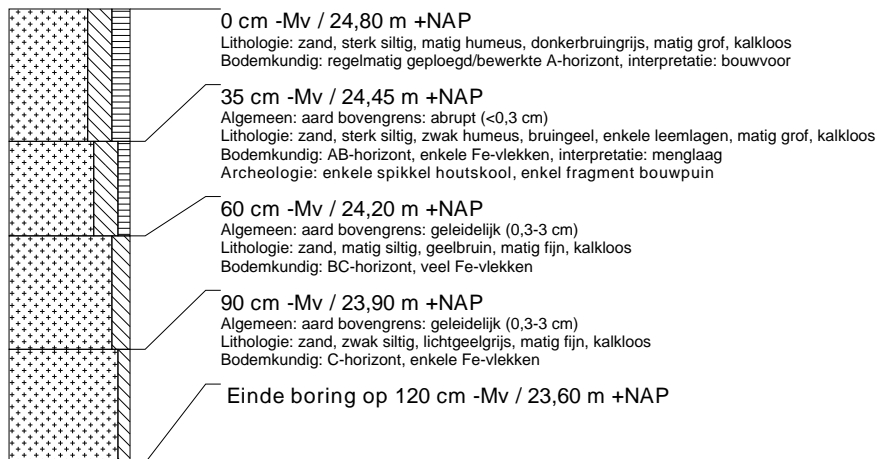 0 cm -Mv / 24,80 m +NAP
Lithologie: zand, sterk siltig, matig humeus, donkerbruingrijs, matig grof, kalkloos
Bodemkundig: regelmatig geploegd/bewerkte A-horizont, interpretatie: bouwvoor
35 cm -Mv / 24,45 m +NAP
Algemeen: aard bovengrens: abrupt (<0,3 cm)
Lithologie: zand, sterk siltig, zwak humeus, bruingeel, enkele leemlagen, matig grof, kalkloos
Bodemkundig: AB-horizont, enkele Fe-vlekken, interpretatie: menglaag
Archeologie: enkele spikkel houtskool, enkel fragment bouwpuin
60 cm -Mv / 24,20 m +NAP
Algemeen: aard bovengrens: geleidelijk (0,3-3 cm)
Lithologie: zand, matig siltig, geelbruin, matig fijn, kalkloos
Bodemkundig: BC-horizont, veel Fe-vlekken
90 cm -Mv / 23,90 m +NAP
Algemeen: aard bovengrens: geleidelijk (0,3-3 cm)
Lithologie: zand, zwak siltig, lichtgeelgrijs, matig fijn, kalkloos
Bodemkundig: C-horizont, enkele Fe-vlekken
Einde boring op 120 cm -Mv / 23,60 m +NAP